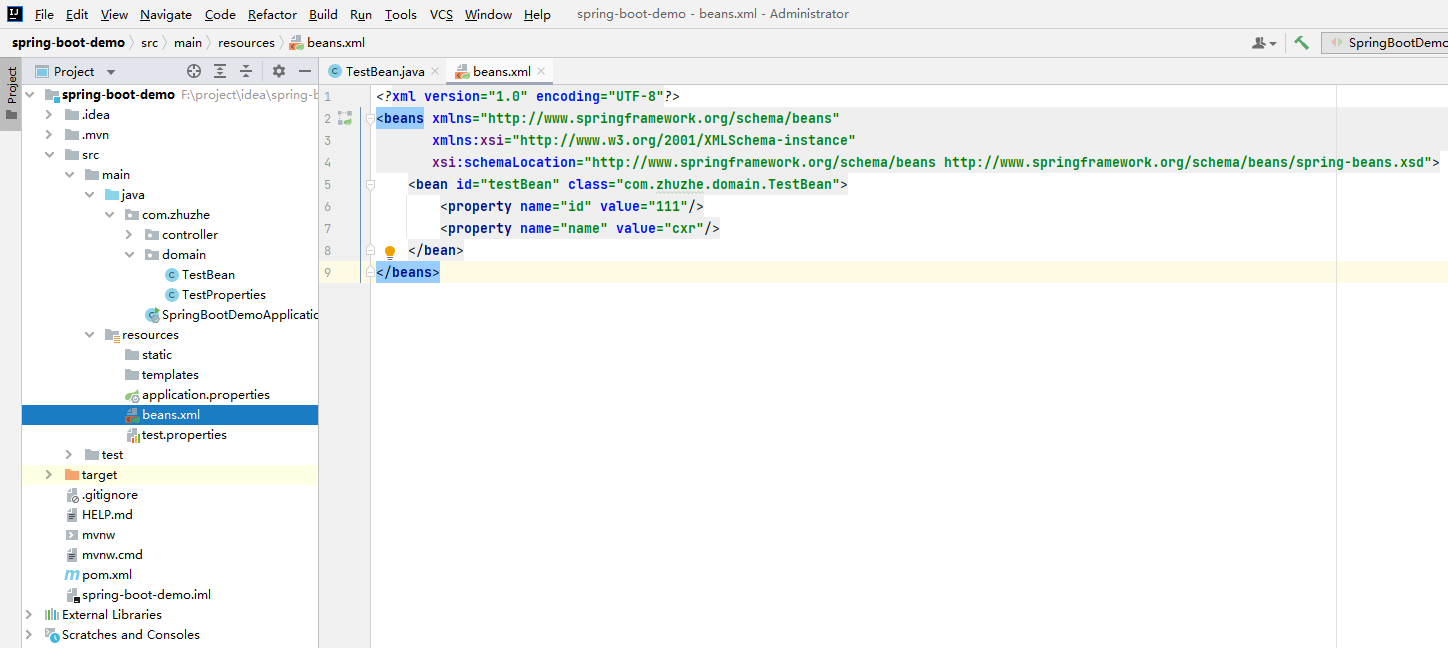 File Edit View Navigate Code Refactor Build Run Tools VCS Window Help spring-boot-demo - beans.xml - Administrator
spring-boot-demo src main resources beans.xml
SpringBootDemo
Project
Project
TestBean.java beans.xml
spring-boot-demo F:\project\idea\spring-b
.idea
.mvn
src
main
java
com.zhuzhe
controller
domain
TestBean
TestProperties
SpringBootDemoApplicatio
resources
static
templates
application.properties
beans.xml
test.properties
test
target
.gitignore
HELP.md
mvnw
mvnw.cmd
pom.xml
spring-boot-demo.iml
External Libraries
Scratches and Consoles
1 <?xml version="1.0" encoding="UTF-8"?>
2 <beans xmlns="http://www.springframework.org/schema/beans"
3 xmlns:xsi="http://www.w3.org/2001/XMLSchema-instance"
4 xsi:schemaLocation="http://www.springframework.org/schema/beans http://www.springframework.org/schema/beans/spring-beans.xsd">
5 <bean id="testBean" class="com.zhuzhe.domain.TestBean">
6 <property name="id" value="111"/>
7 <property name="name" value="cxr"/>
8 </bean>
9 </beans>